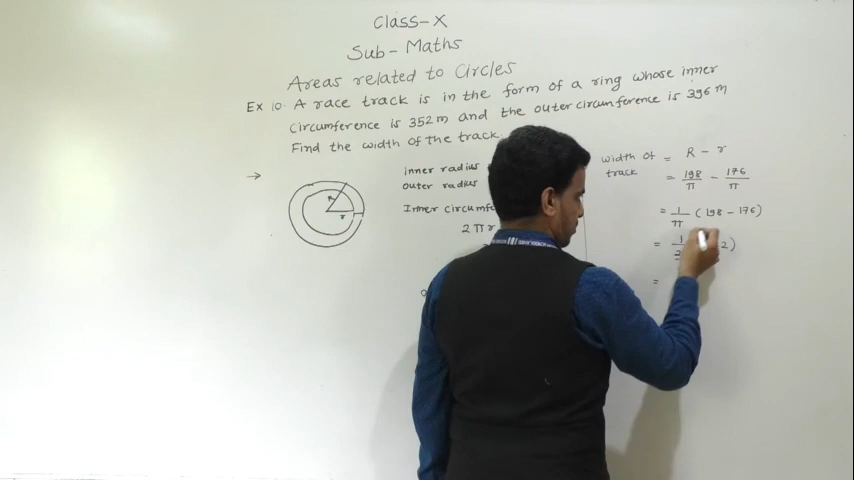 Class-X
Sub- Maths
Areas related to Circles
Ex 10. A race track is in the form of a ring whose inner
circumference is 352 m and the outer circumference is 396 m
Find the width of the track.
→
r
Inner radius
outer radius
Inner
2πr
width of track = R - r
= 198/π - 176/π
= 1/π (198 - 176)
=
=